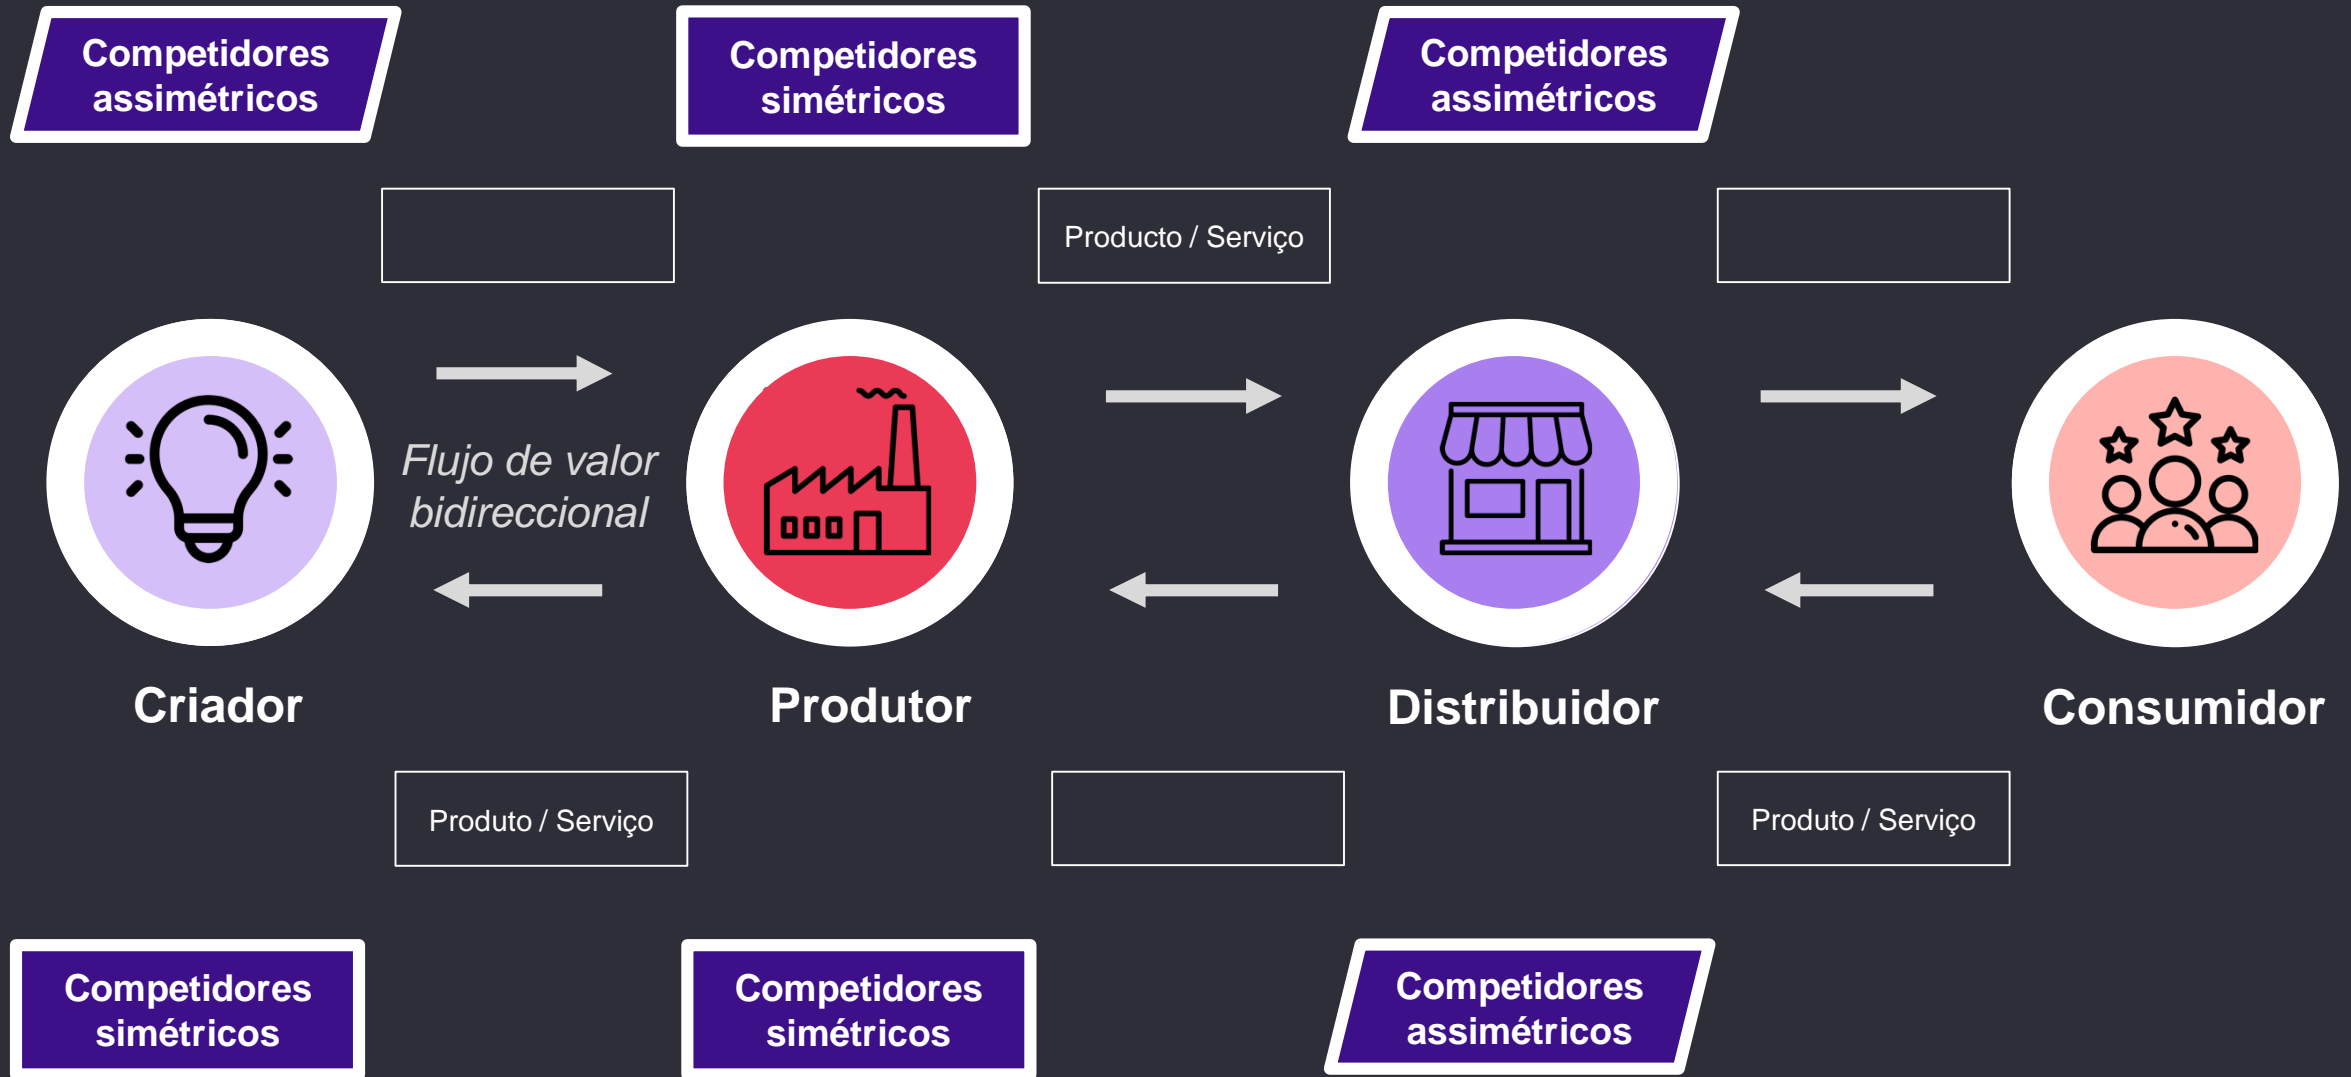 Competidores
assimétricos
Competidores
simétricos
Competidores
assimétricos
Producto / Serviço
Flujo de valor
bidireccional
Criador
Produtor
Distribuidor
Consumidor
Produto / Serviço
Produto / Serviço
Competidores
simétricos
Competidores
simétricos
Competidores
assimétricos